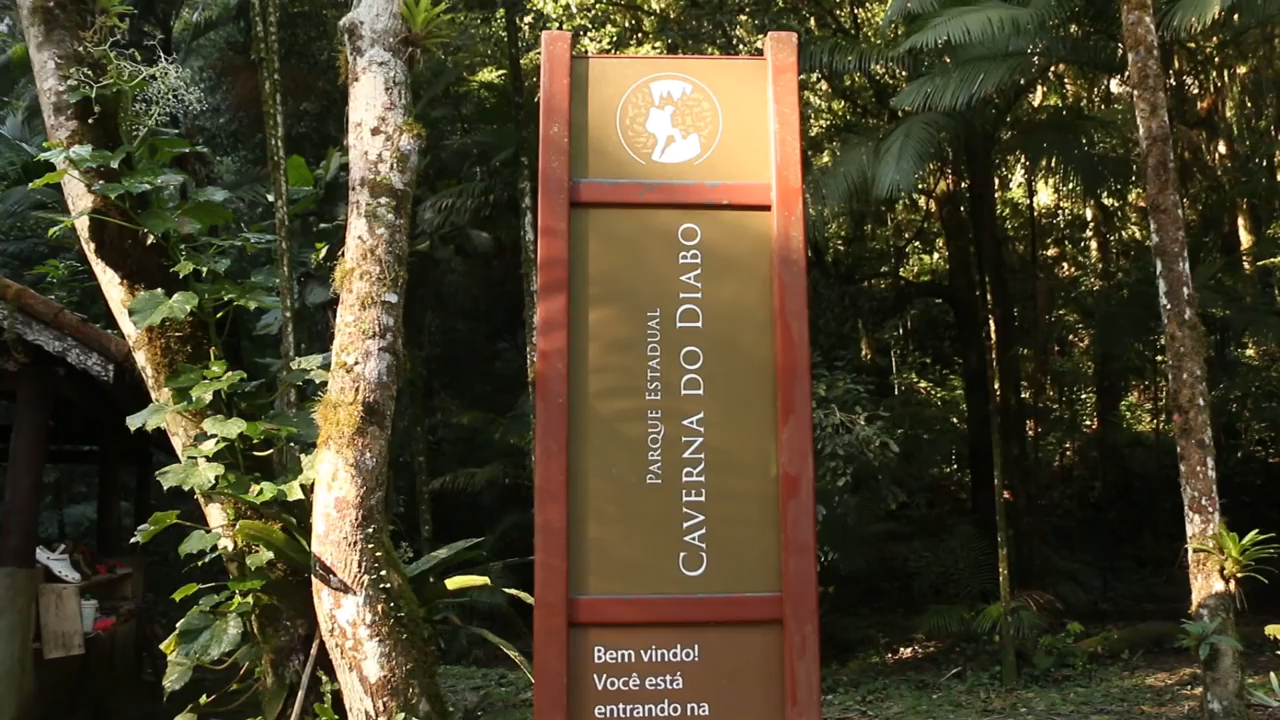 Parque Estadual
Caverna do Diabo
Bem vindo!
Você está
entrando na